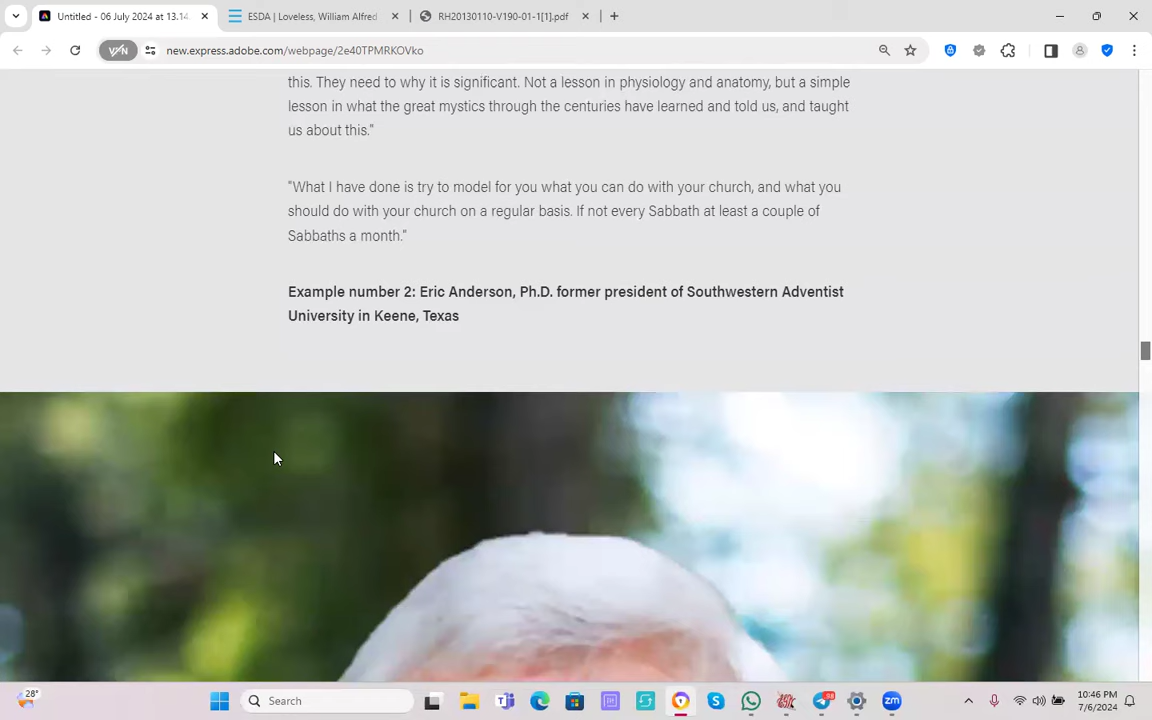 Untitled - 06 July 2024 at 13.14.
ESDA | Loveless, William Alfred
RH20130110-V190-01-1[1].pdf
VPN
new.express.adobe.com/webpage/2e40TPMRKOVko
this. They need to why it is significant. Not a lesson in physiology and anatomy, but a simple
lesson in what the great mystics through the centuries have learned and told us, and taught
us about this."
"What I have done is try to model for you what you can do with your church, and what you
should do with your church on a regular basis. If not every Sabbath at least a couple of
Sabbaths a month."
Example number 2: Eric Anderson, Ph.D. former president of Southwestern Adventist
University in Keene, Texas
28°
Search
98
zm
10:46 PM
7/6/2024